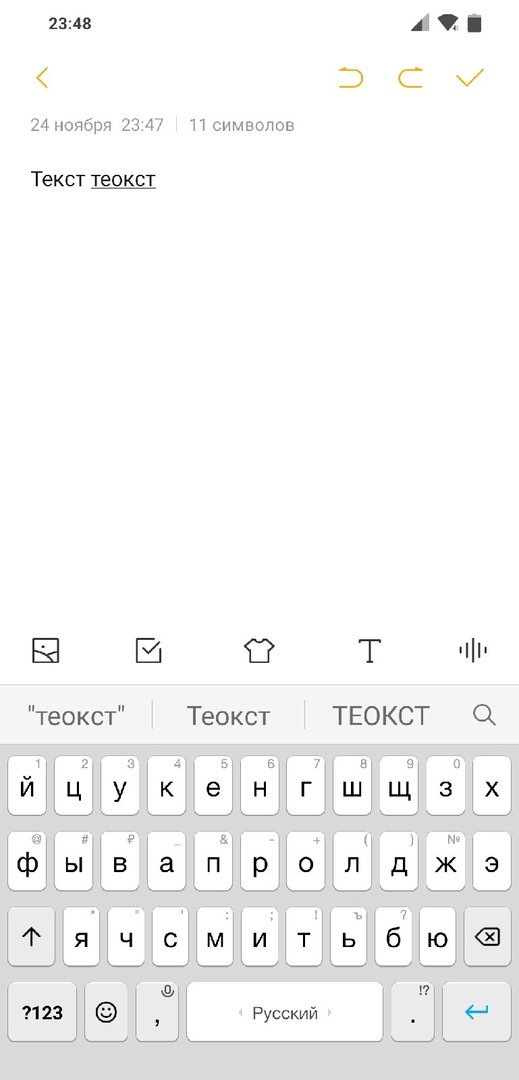 23:48
24 ноября 23:47 | 11 символов
Текст теокст
"теокст" Теокст ТЕОКСТ
1 2 3 4 5 6 7 8 9 0
й ц у к е н г ш щ з х
@ # ₽ _ & - + ( ) №
ф ы в а п р о л д ж э
* " ' : ; ! ъ ?
я ч с м и т ь б ю
!?
?123 , Русский .